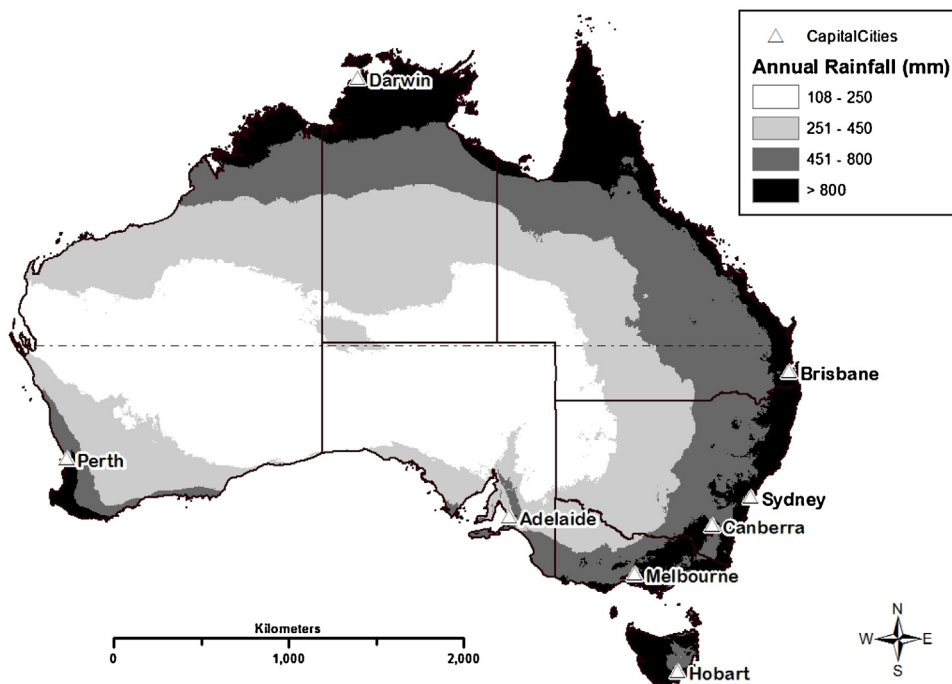 CapitalCities
Annual Rainfall (mm)
108 - 250
251 - 450
451 - 800
> 800
Darwin
Brisbane
Perth
Sydney
Adelaide
Canberra
Melbourne
Hobart
Kilometers
0 1,000 2,000
N
W E
S